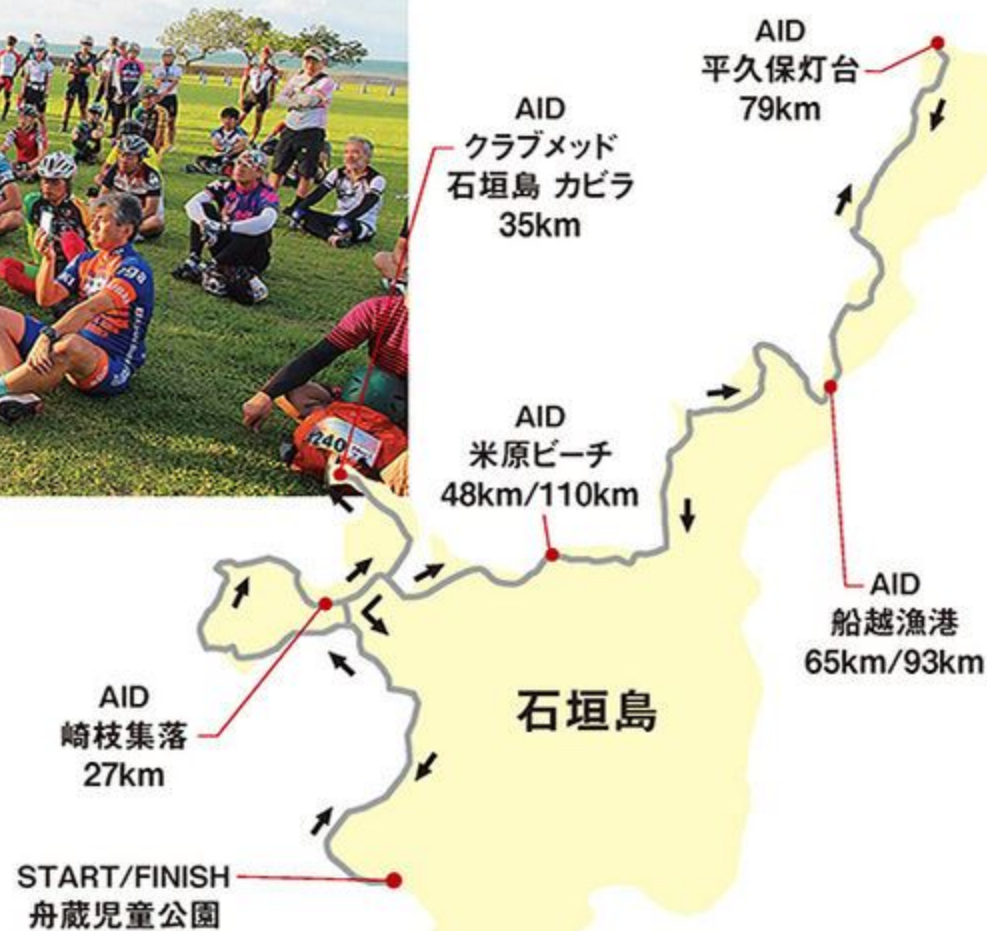 AID
平久保灯台
79km
AID
クラブメッド
石垣島 カビラ
35km
AID
米原ビーチ
48km/110km
AID
船越漁港
65km/93km
石垣島
AID
崎枝集落
27km
START/FINISH
舟蔵児童公園
240